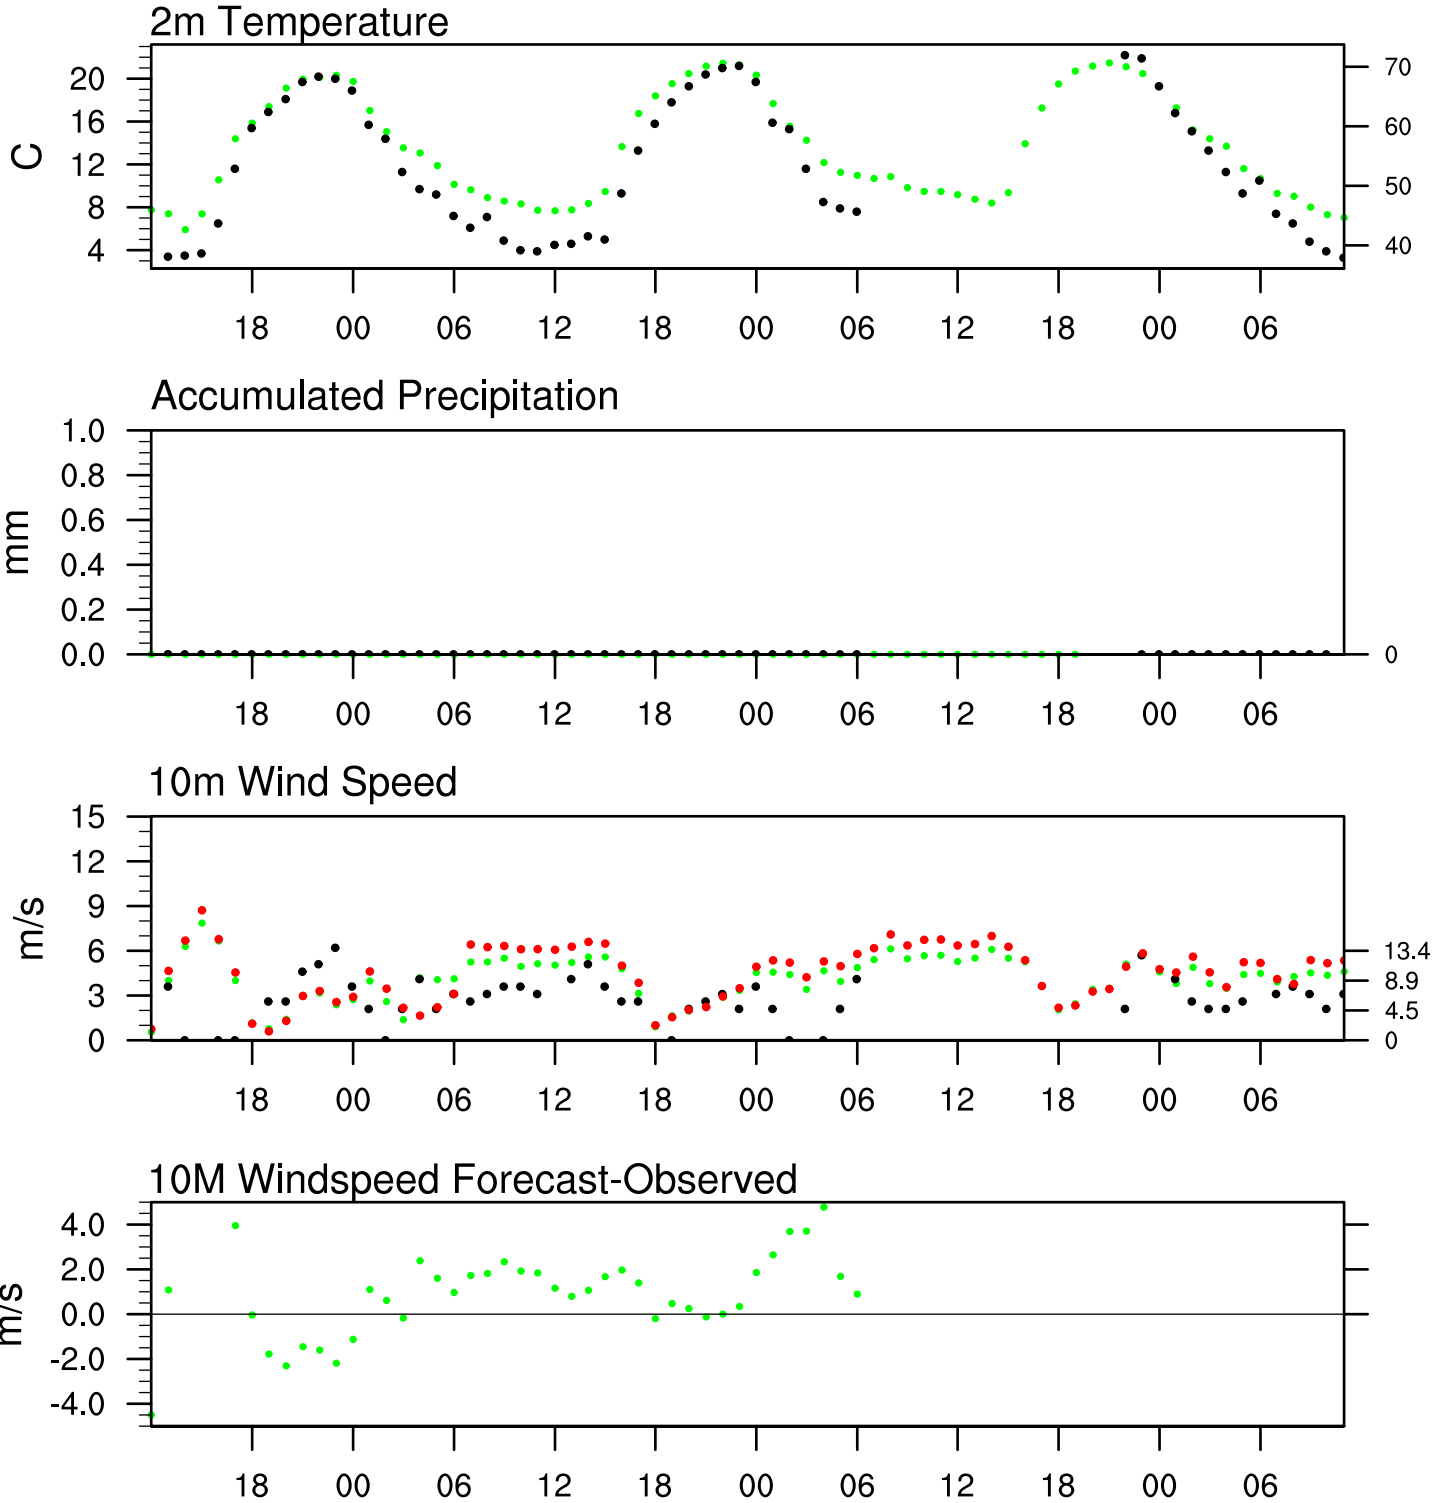 2m Temperature
20
16
12
8
4
C
70
60
50
40
18 00 06 12 18 00 06 12 18 00 06
Accumulated Precipitation
1.0
0.8
0.6
0.4
0.2
0.0
mm
0
18 00 06 12 18 00 06 12 18 00 06
10m Wind Speed
15
12
9
6
3
0
m/s
13.4
8.9
4.5
0
18 00 06 12 18 00 06 12 18 00 06
10M Windspeed Forecast-Observed
4.0
2.0
0.0
-2.0
-4.0
m/s
18 00 06 12 18 00 06 12 18 00 06